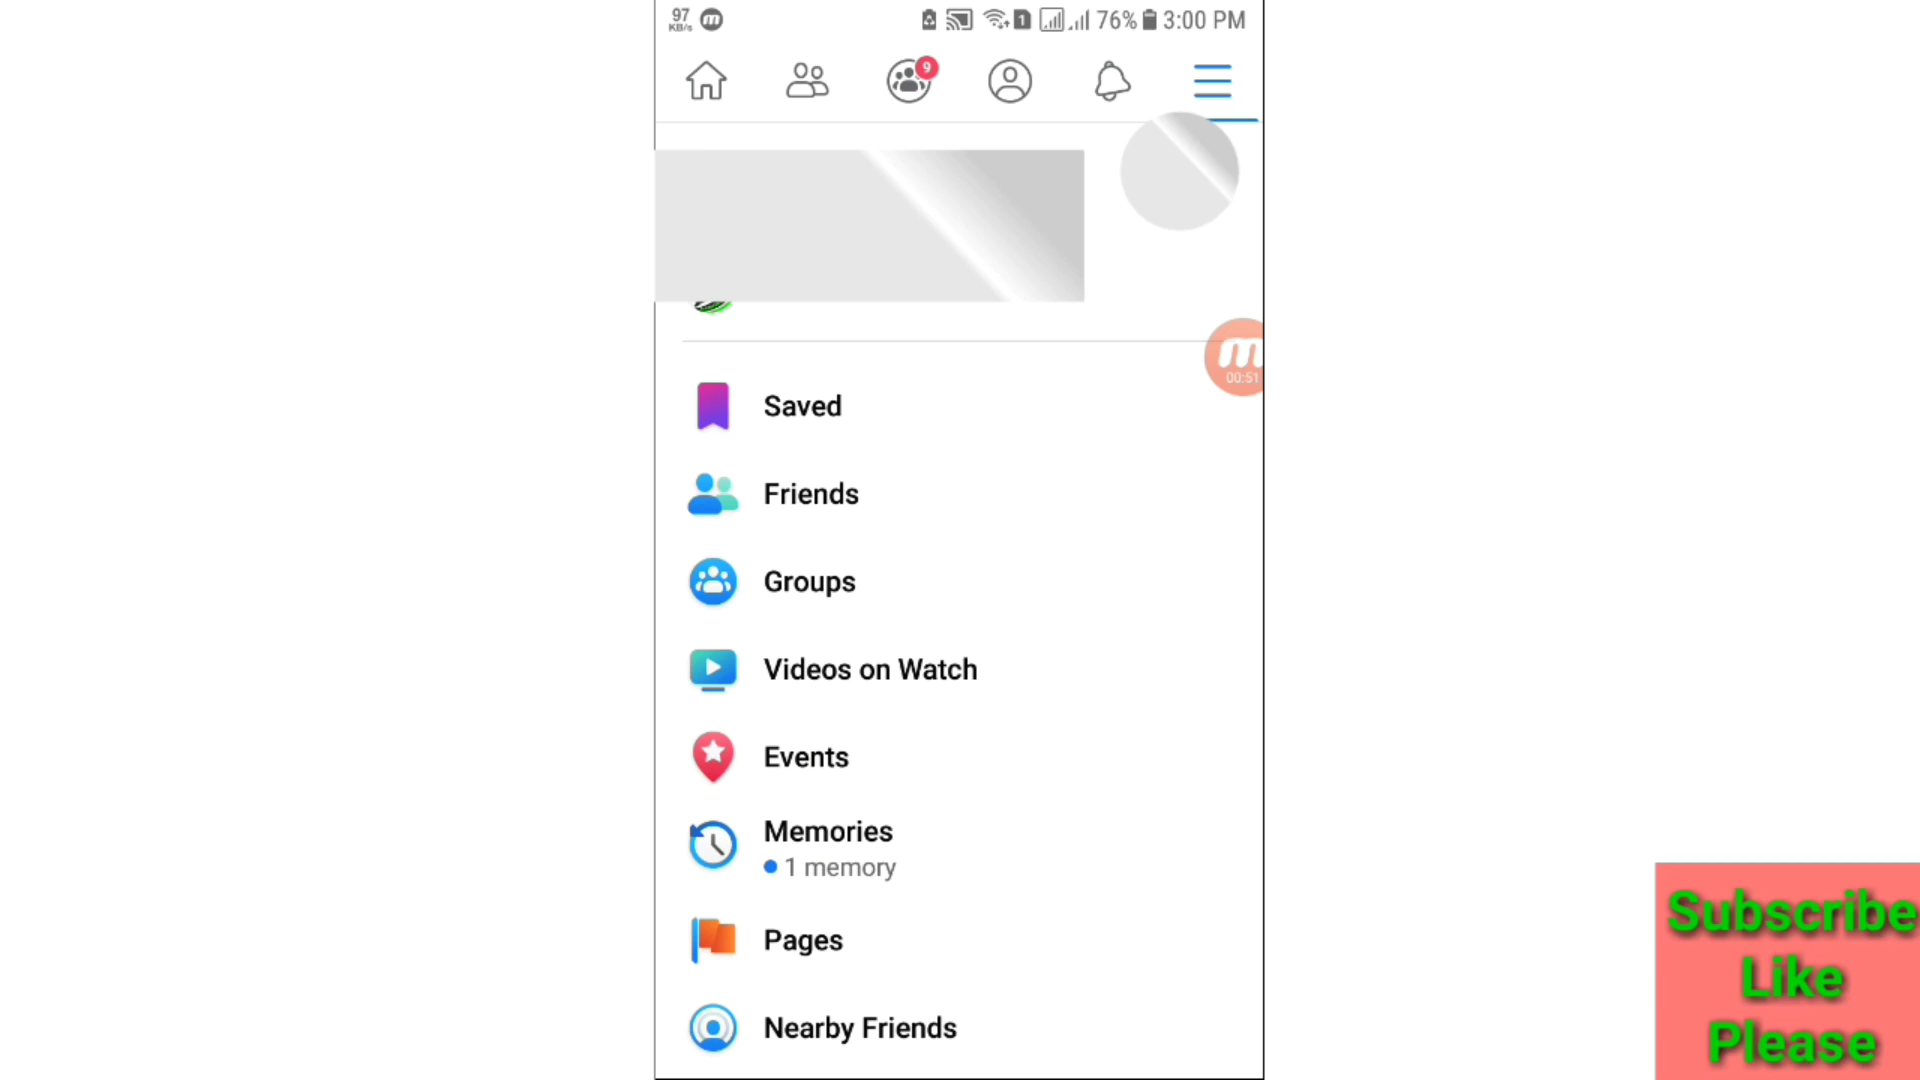 97
KB/s
1
76%
3:00 PM
9
00:51
Saved
Friends
Groups
Videos on Watch
Events
Memories
1 memory
Pages
Nearby Friends
Subscribe
Like
Please